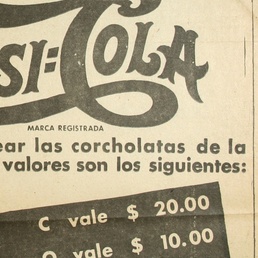 SI=COLA
MARCA REGISTRADA
ear las corcholatas de la
valores son los siguientes:
C vale $ 20.00
O vale $ 10.00